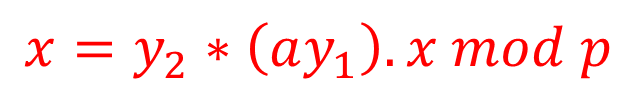 x = y₂ * (ay₁). x mod p